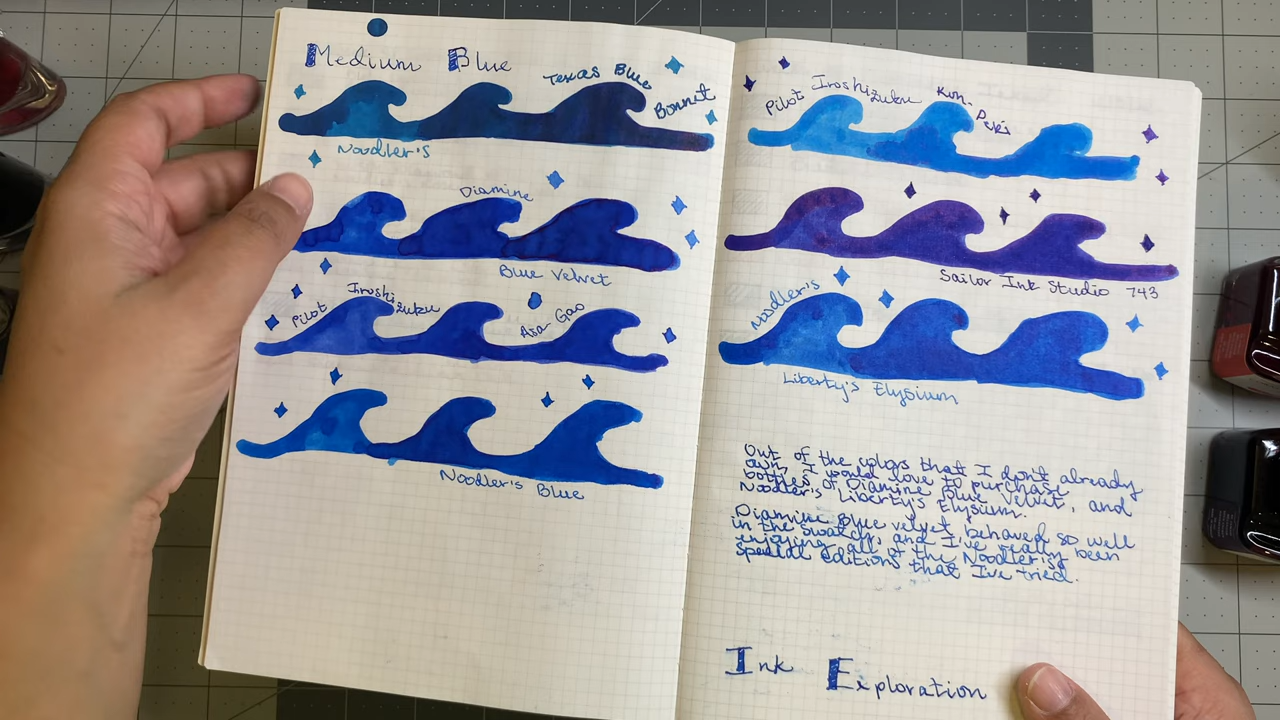 Medium Blue
Texas Blue
Bonnet
Noodler's
Diamine
Blue Velvet
Pilot Iroshizuku
Asa Gao
Noodler's Blue
Pilot Iroshizuku
Kon-
Peki
Sailor Ink Studio 743
Noodler's
Liberty's Elysium
Out of the colors that I don't already
own, I would love to purchase
bottles of Diamine Blue Velvet, and
Noodler's Liberty's Elysium.
Diamine Blue velvet behaved so well
in the swatch, and I've really been
enjoying all of the Noodler's
special editions that I've tried.
Ink Exploration